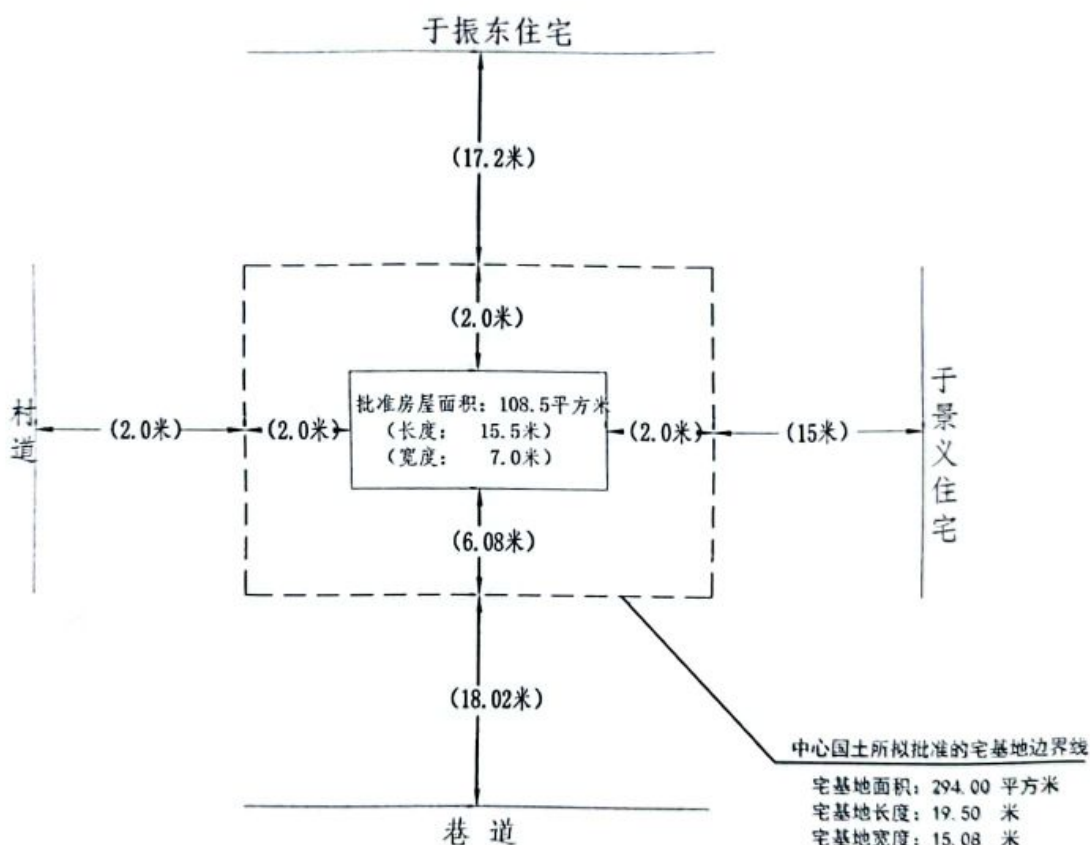 于振东住宅
(17.2米)
(2.0米)
批准房屋面积：108.5平方米
(长度： 15.5米)
(宽度： 7.0米)
村道
(2.0米)
(2.0米)
(2.0米)
(15米)
于景义住宅
(6.08米)
(18.02米)
中心国土所拟批准的宅基地边界线
宅基地面积：294.00 平方米
宅基地长度：19.50 米
宅基地宽度：15.08 米
巷 道